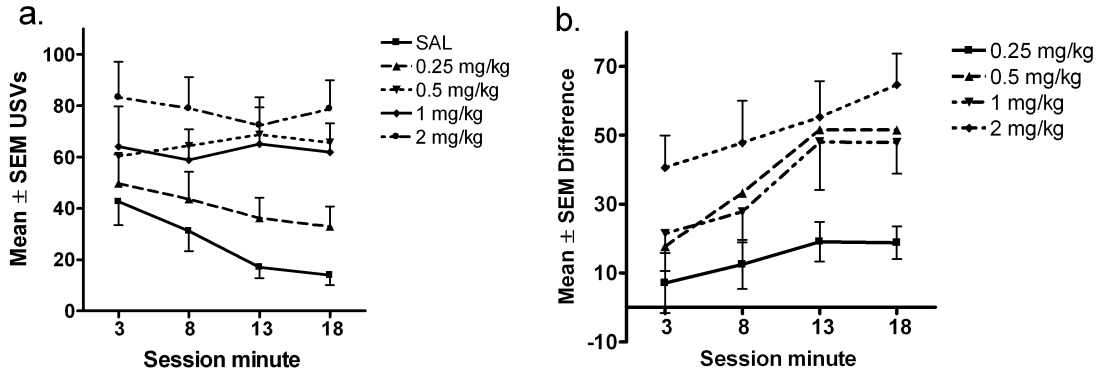 a.
Mean ± SEM USVs
100
80
60
40
20
0
3 8 13 18
Session minute
SAL
0.25 mg/kg
0.5 mg/kg
1 mg/kg
2 mg/kg
b.
Mean ± SEM Difference
70
50
30
10
-10
3 8 13 18
Session minute
0.25 mg/kg
0.5 mg/kg
1 mg/kg
2 mg/kg